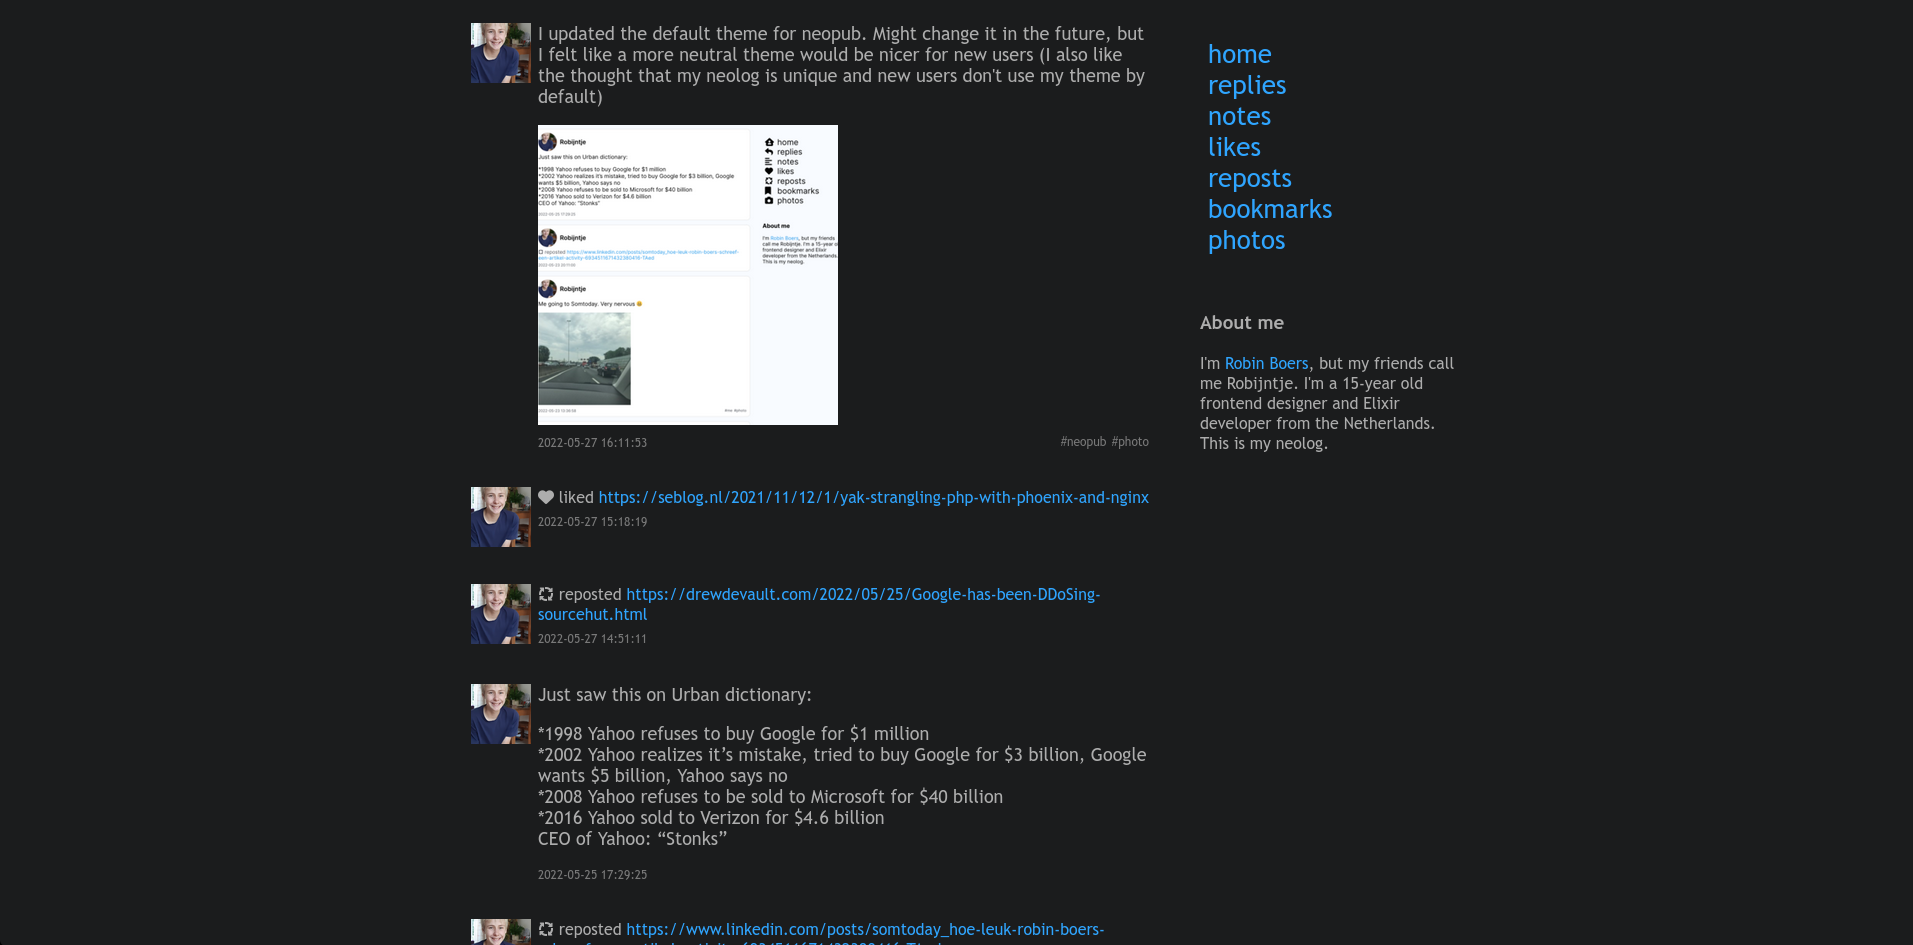 I updated the default theme for neopub. Might change it in the future, but
I felt like a more neutral theme would be nicer for new users (I also like
the thought that my neolog is unique and new users don't use my theme by
default)
Robijntje
Just saw this on Urban dictionary:
*1998 Yahoo refuses to buy Google for $1 million
*2002 Yahoo realizes it's mistake, tried to buy Google for $3 billion, Google
wants $5 billion, Yahoo says no
*2008 Yahoo refuses to be sold to Microsoft for $40 billion
*2016 Yahoo sold to Verizon for $4.6 billion
CEO of Yahoo: "Stonks"
Robijntje
reposted
Robijntje
Me going to Somtoday. Very nervous 😄
home
replies
notes
likes
reposts
bookmarks
photos
About me
I'm Robin Boers, but my friends
call me Robijntje. I'm a 15-year o
frontend designer and Elixir
developer from the Netherlands.
This is my neolog.
2022-05-27 16:11:53 #neopub #photo
liked https://seblog.nl/2021/11/12/1/yak-strangling-php-with-phoenix-and-nginx
2022-05-27 15:18:19
reposted https://drewdevault.com/2022/05/25/Google-has-been-DDoSing-
sourcehut.html
2022-05-27 14:51:11
Just saw this on Urban dictionary:
*1998 Yahoo refuses to buy Google for $1 million
*2002 Yahoo realizes it’s mistake, tried to buy Google for $3 billion, Google
wants $5 billion, Yahoo says no
*2008 Yahoo refuses to be sold to Microsoft for $40 billion
*2016 Yahoo sold to Verizon for $4.6 billion
CEO of Yahoo: “Stonks”
2022-05-25 17:29:25
reposted https://www.linkedin.com/posts/somtoday_hoe-leuk-robin-boers-
home
replies
notes
likes
reposts
bookmarks
photos
About me
I'm Robin Boers, but my friends call
me Robijntje. I'm a 15-year old
frontend designer and Elixir
developer from the Netherlands.
This is my neolog.